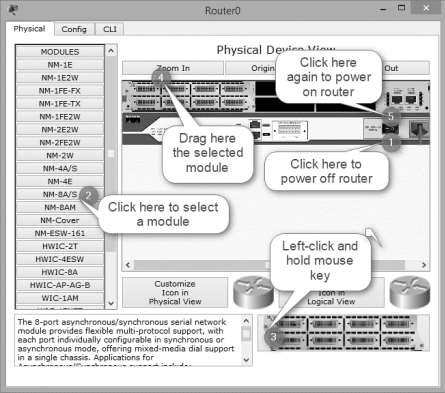 Router0
Physical Config CLI
MODULES
NM-1E
NM-1E2W
NM-1FE-FX
NM-1FE-TX
NM-1FE2W
NM-2E2W
NM-2FE2W
NM-2W
NM-4A/S
NM-4E
NM-8A/S
NM-8AM
NM-Cover
NM-ESW-161
HWIC-2T
HWIC-4ESW
HWIC-8A
HWIC-AP-AG-B
WIC-1AM
Physical Device View
Zoom In
Origina
Out
4
Click here
again to power
on router
5
Drag here
the selected
module
1
Click here to
power off router
2
Click here to select
a module
Left-click and
hold mouse
key
3
Customize
Icon in
Physical View
Icon in
Logical View
The 8-port asynchronous/synchronous serial network
module provides flexible multi-protocol support, with
each port individually configurable in synchronous or
asynchronous mode, offering mixed-media dial support
in a single chassis. Applications for